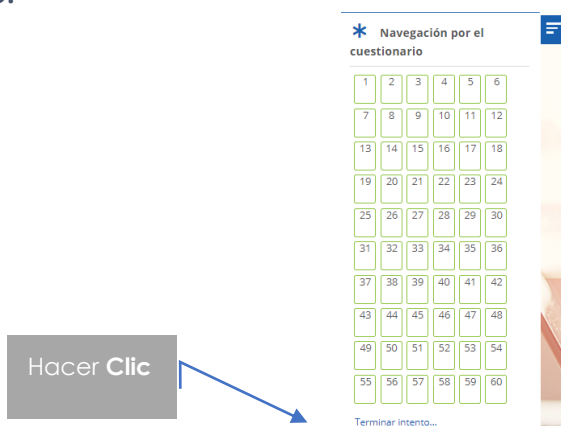 Navegación por el
cuestionario
1 2 3 4 5 6
7 8 9 10 11 12
13 14 15 16 17 18
19 20 21 22 23 24
25 26 27 28 29 30
31 32 33 34 35 36
37 38 39 40 41 42
43 44 45 46 47 48
49 50 51 52 53 54
55 56 57 58 59 60
Hacer Clic
Terminar intento...